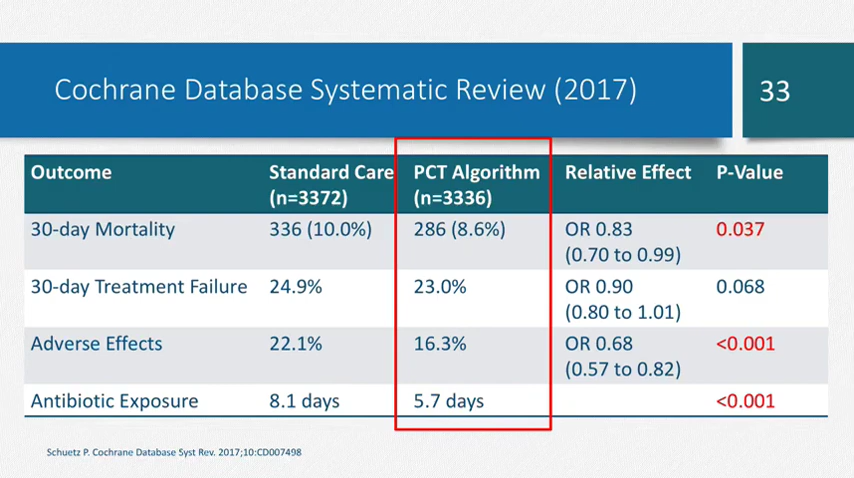 Cochrane Database Systematic Review (2017)
33
Outcome Standard Care PCT Algorithm Relative Effect P-Value
(n=3372) (n=3336)
30-day Mortality 336 (10.0%) 286 (8.6%) OR 0.83 0.037
(0.70 to 0.99)
30-day Treatment Failure 24.9% 23.0% OR 0.90 0.068
(0.80 to 1.01)
Adverse Effects 22.1% 16.3% OR 0.68 <0.001
(0.57 to 0.82)
Antibiotic Exposure 8.1 days 5.7 days <0.001
Schuetz P. Cochrane Database Syst Rev. 2017;10:CD007498